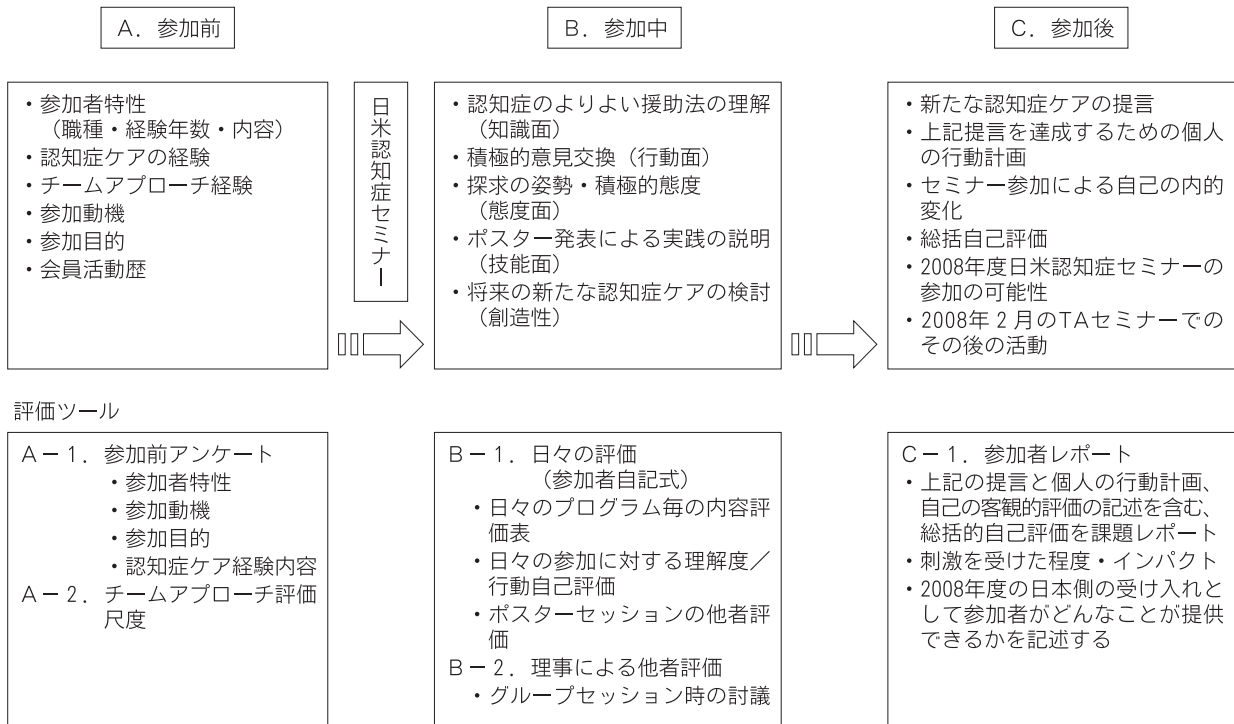 A．参加前
B．参加中
C．参加後
・参加者特性
（職種・経験年数・内容）
・認知症ケアの経験
・チームアプローチ経験
・参加動機
・参加目的
・会員活動歴
日米認知症セミナー
・認知症のよりよい援助法の理解
（知識面）
・積極的意見交換（行動面）
・探求の姿勢・積極的態度
（態度面）
・ポスター発表による実践の説明
（技能面）
・将来の新たな認知症ケアの検討
（創造性）
・新たな認知症ケアの提言
・上記提言を達成するための個人
の行動計画
・セミナー参加による自己の内的
変化
・総括自己評価
・2008年度日米認知症セミナーの
参加の可能性
・2008年２月のTAセミナーでの
その後の活動
評価ツール
A－１．参加前アンケート
・参加者特性
・参加動機
・参加目的
・認知症ケア経験内容
A－２．チームアプローチ評価
尺度
B－１．日々の評価
（参加者自記式）
・日々のプログラム毎の内容評
価表
・日々の参加に対する理解度／
行動自己評価
・ポスターセッションの他者評
価
B－２．理事による他者評価
・グループセッション時の討議
C－１．参加者レポート
・上記の提言と個人の行動計画、
自己の客観的評価の記述を含む、
総括的自己評価を課題レポート
・刺激を受けた程度・インパクト
・2008年度の日本側の受け入れと
して参加者がどんなことが提供
できるかを記述する